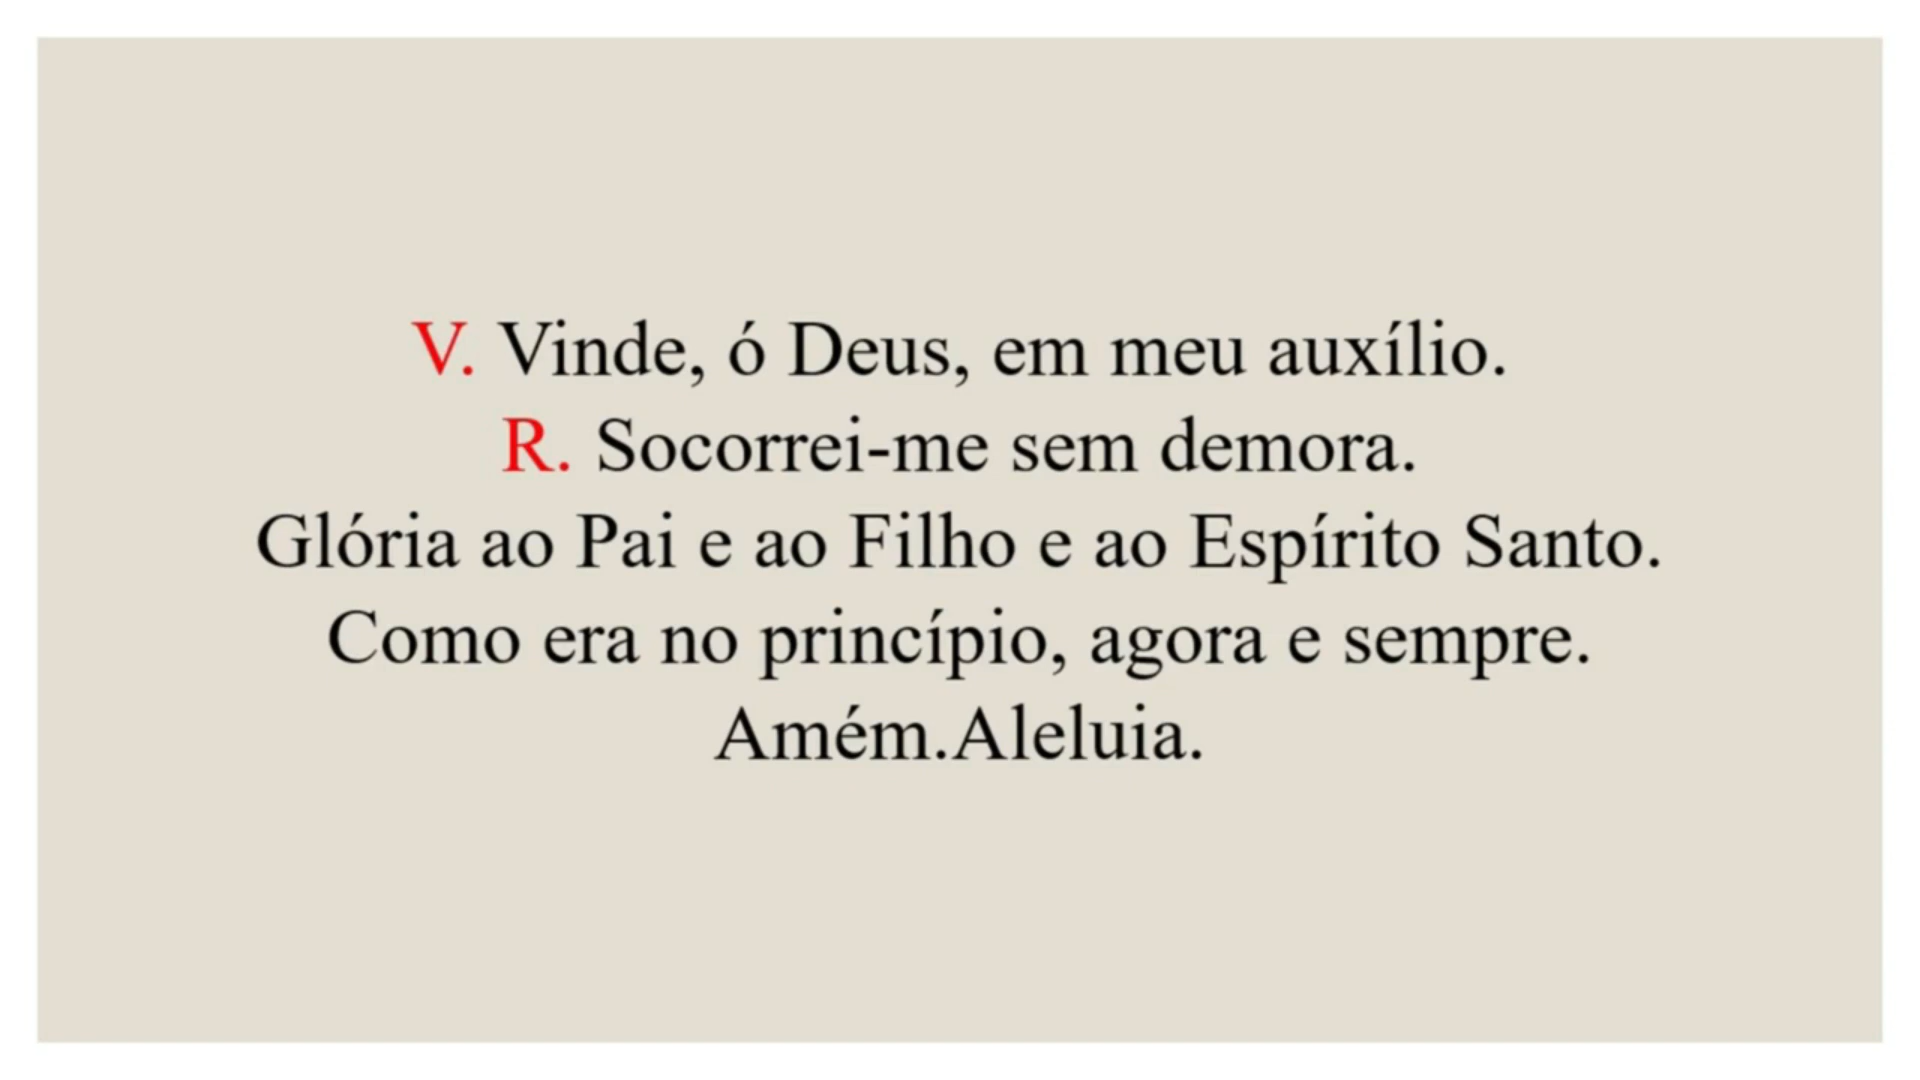 V. Vinde, ó Deus, em meu auxílio.
R. Socorrei-me sem demora.
Glória ao Pai e ao Filho e ao Espírito Santo.
Como era no princípio, agora e sempre.
Amém.Aleluia.